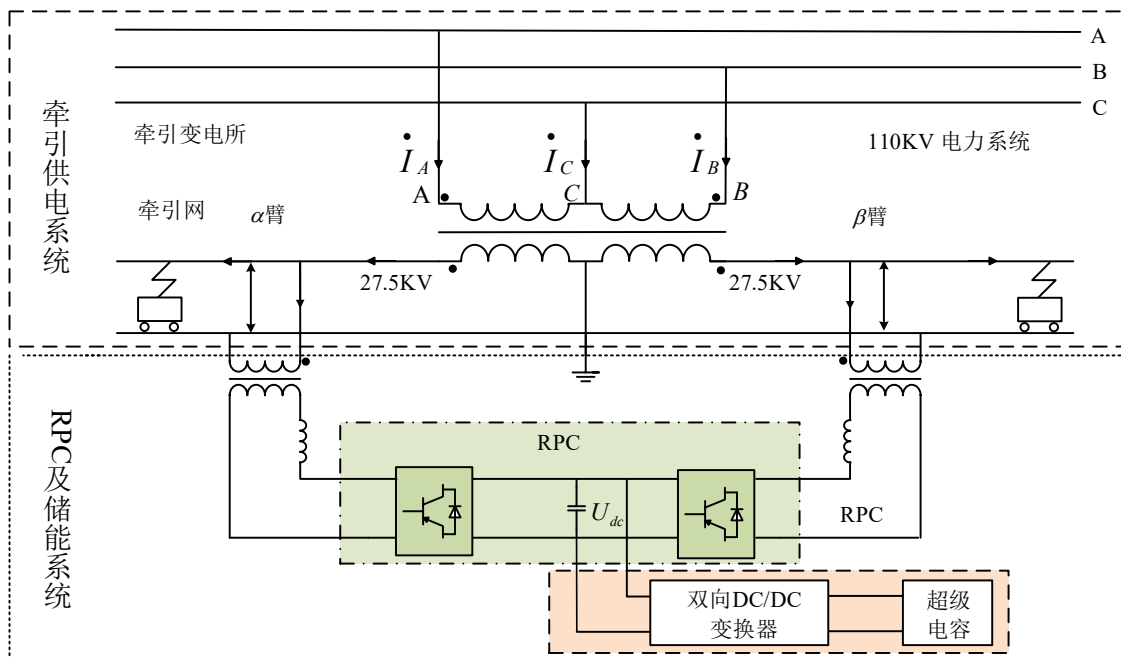 A
B
C
牵引供电系统
牵引变电所
110KV 电力系统
İ_A
İ_C
İ_B
A
C
B
牵引网
α臂
β臂
27.5KV
27.5KV
RPC及储能系统
RPC
U_dc
RPC
双向DC/DC
变换器
超级
电容